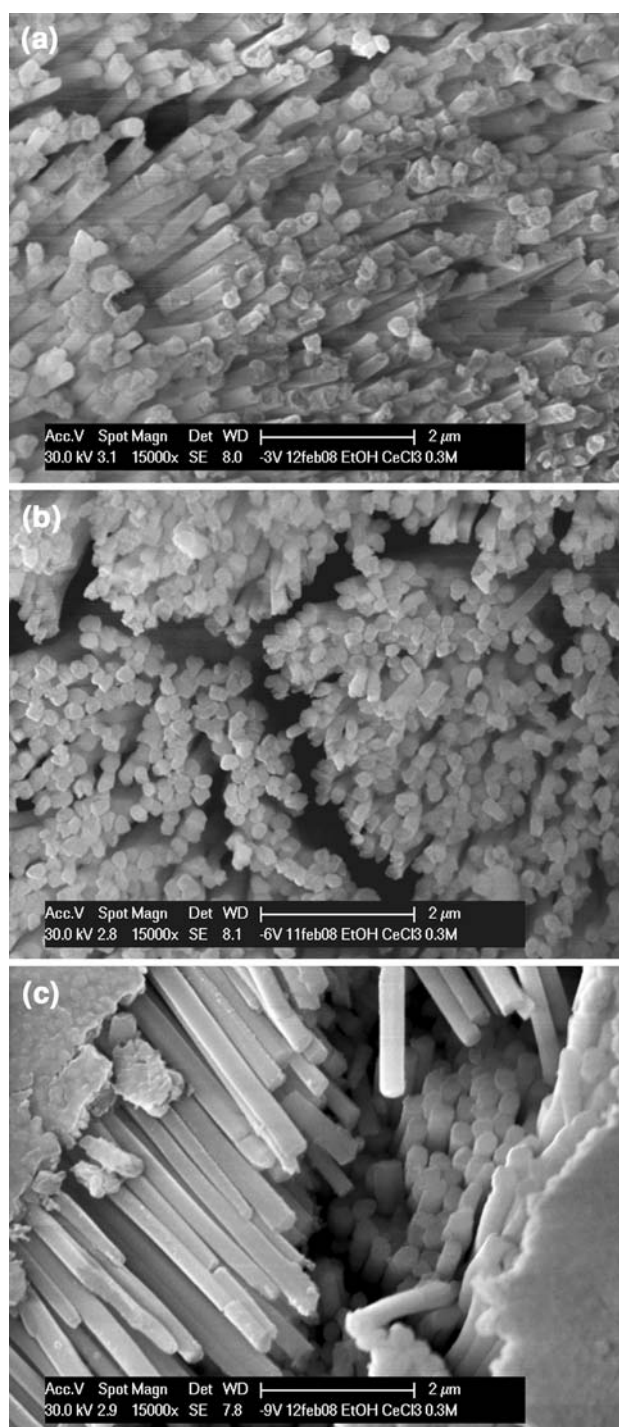 (a)
Acc.V Spot Magn Det WD 2 μm
30.0 kV 3.1 15000x SE 8.0 -3V 12feb08 EtOH CeCl3 0.3M
(b)
Acc.V Spot Magn Det WD 2 μm
30.0 kV 2.8 15000x SE 8.1 -6V 11feb08 EtOH CeCl3 0.3M
(c)
Acc.V Spot Magn Det WD 2 μm
30.0 kV 2.9 15000x SE 7.8 -9V 12feb08 EtOH CeCl3 0.3M